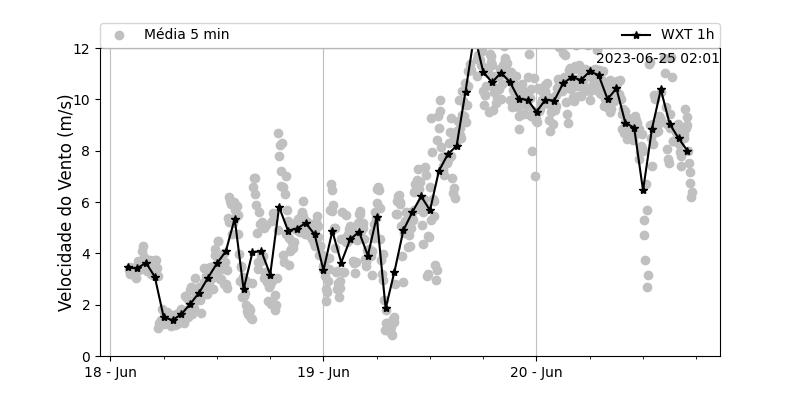 Média 5 min
WXT 1h
2023-06-25 02:01
Velocidade do Vento (m/s)
12
10
8
6
4
2
0
18 - Jun
19 - Jun
20 - Jun